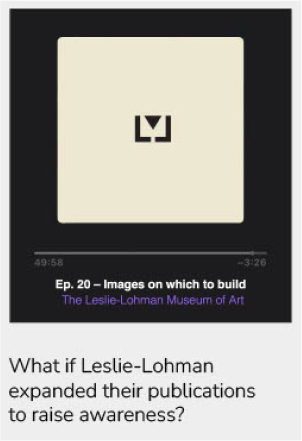 49:58
-3:26
Ep. 20 – Images on which to build
The Leslie-Lohman Museum of Art
What if Leslie-Lohman
expanded their publications
to raise awareness?